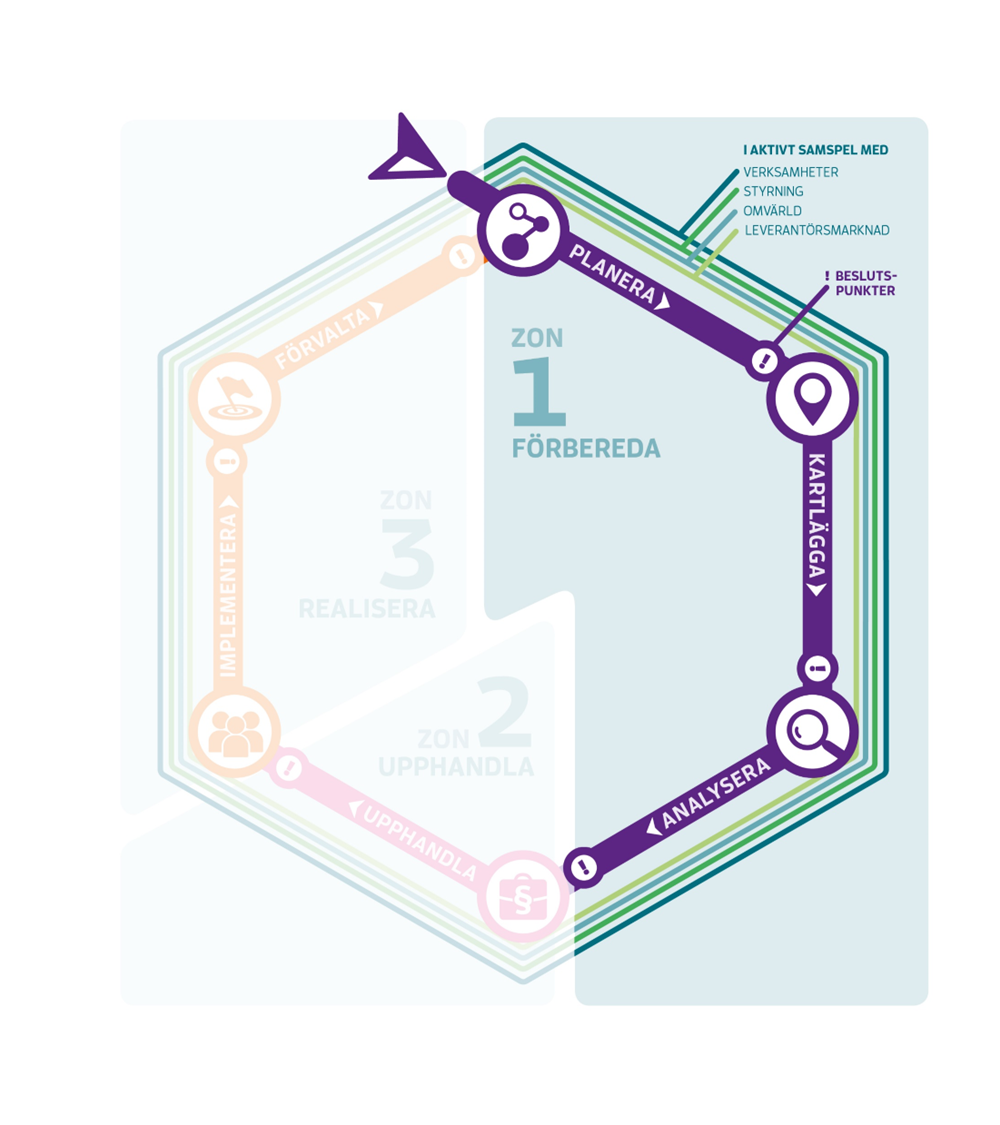 I AKTIVT SAMSPEL MED
VERKSAMHETER
STYRNING
OMVÄRLD
LEVERANTÖRSMARKNAD
! BESLUTS-
PUNKTER
PLANERA
!
KARTLÄGGA
!
ANALYSERA
!
ZON
1
FÖRBEREDA
§
UPPHANDLA
!
ZON 2
UPPHANDLA
IMPLEMENTERA
!
FÖRVALTA
!
ZON
3
REALISERA